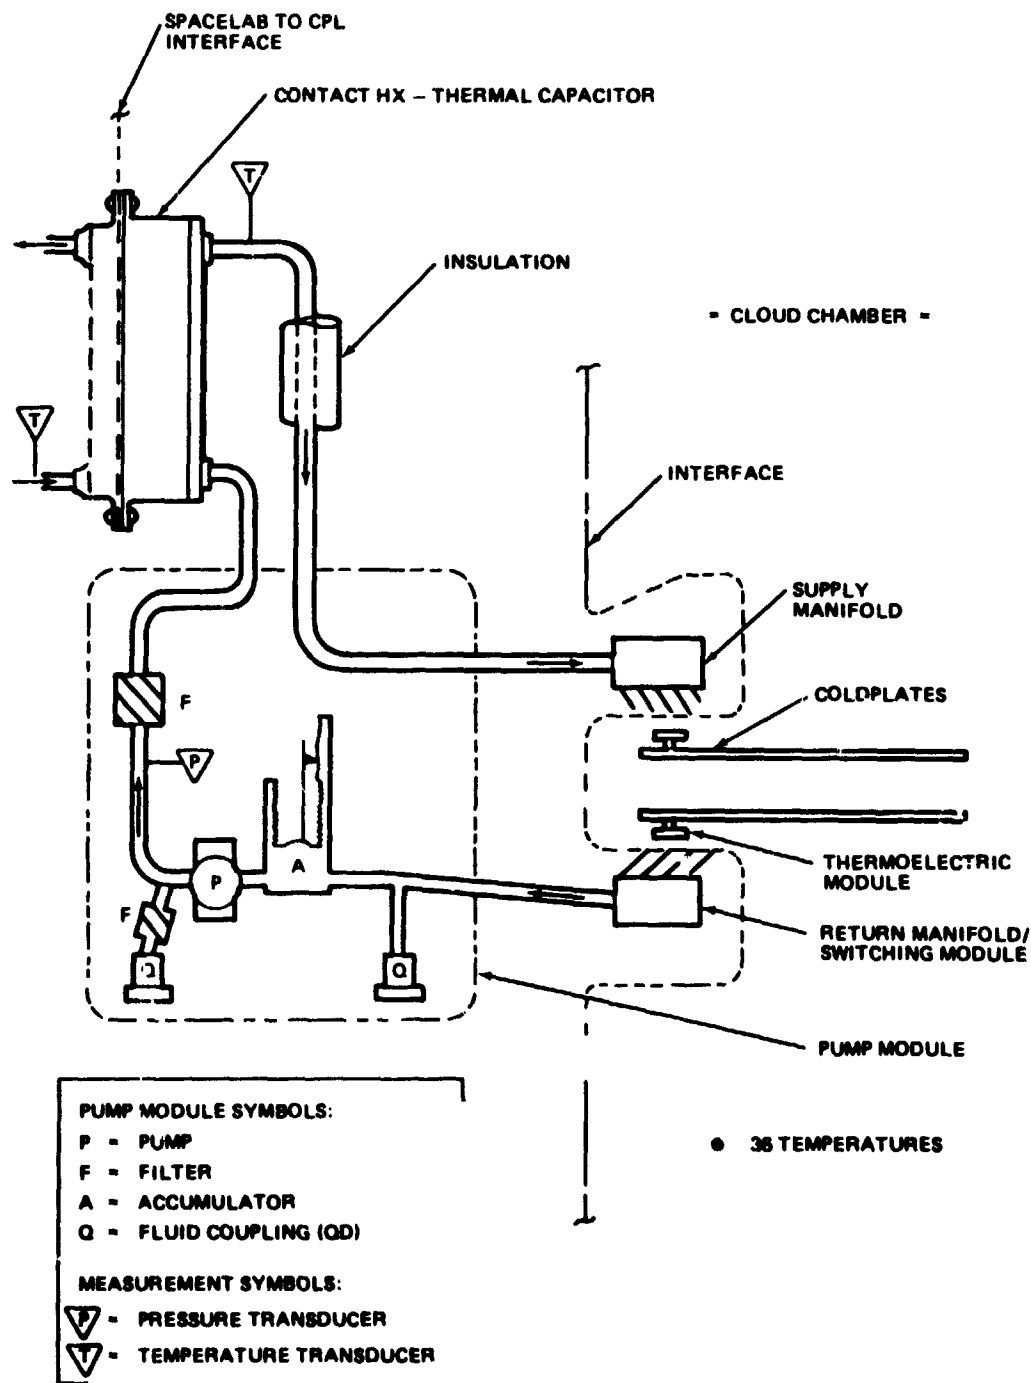 SPACELAB TO CPL
INTERFACE
CONTACT HX – THERMAL CAPACITOR
T
INSULATION
= CLOUD CHAMBER =
T
INTERFACE
SUPPLY
MANIFOLD
F
COLDPLATES
P
A
P
THERMOELECTRIC
MODULE
F
RETURN MANIFOLD/
SWITCHING MODULE
Q
Q
PUMP MODULE
PUMP MODULE SYMBOLS:
P = PUMP
F = FILTER
A = ACCUMULATOR
Q = FLUID COUPLING (QD)
● 36 TEMPERATURES
MEASUREMENT SYMBOLS:
P = PRESSURE TRANSDUCER
T = TEMPERATURE TRANSDUCER